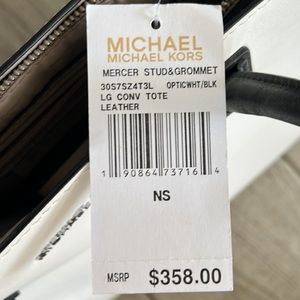 MICHAEL
MICHAEL KORS
MERCER STUD&GROMMET
30S7SZ4T3L OPTICWHT/BLK
LG CONV TOTE
LEATHER
1 90864 73716 4
NS
MSRP $358.00